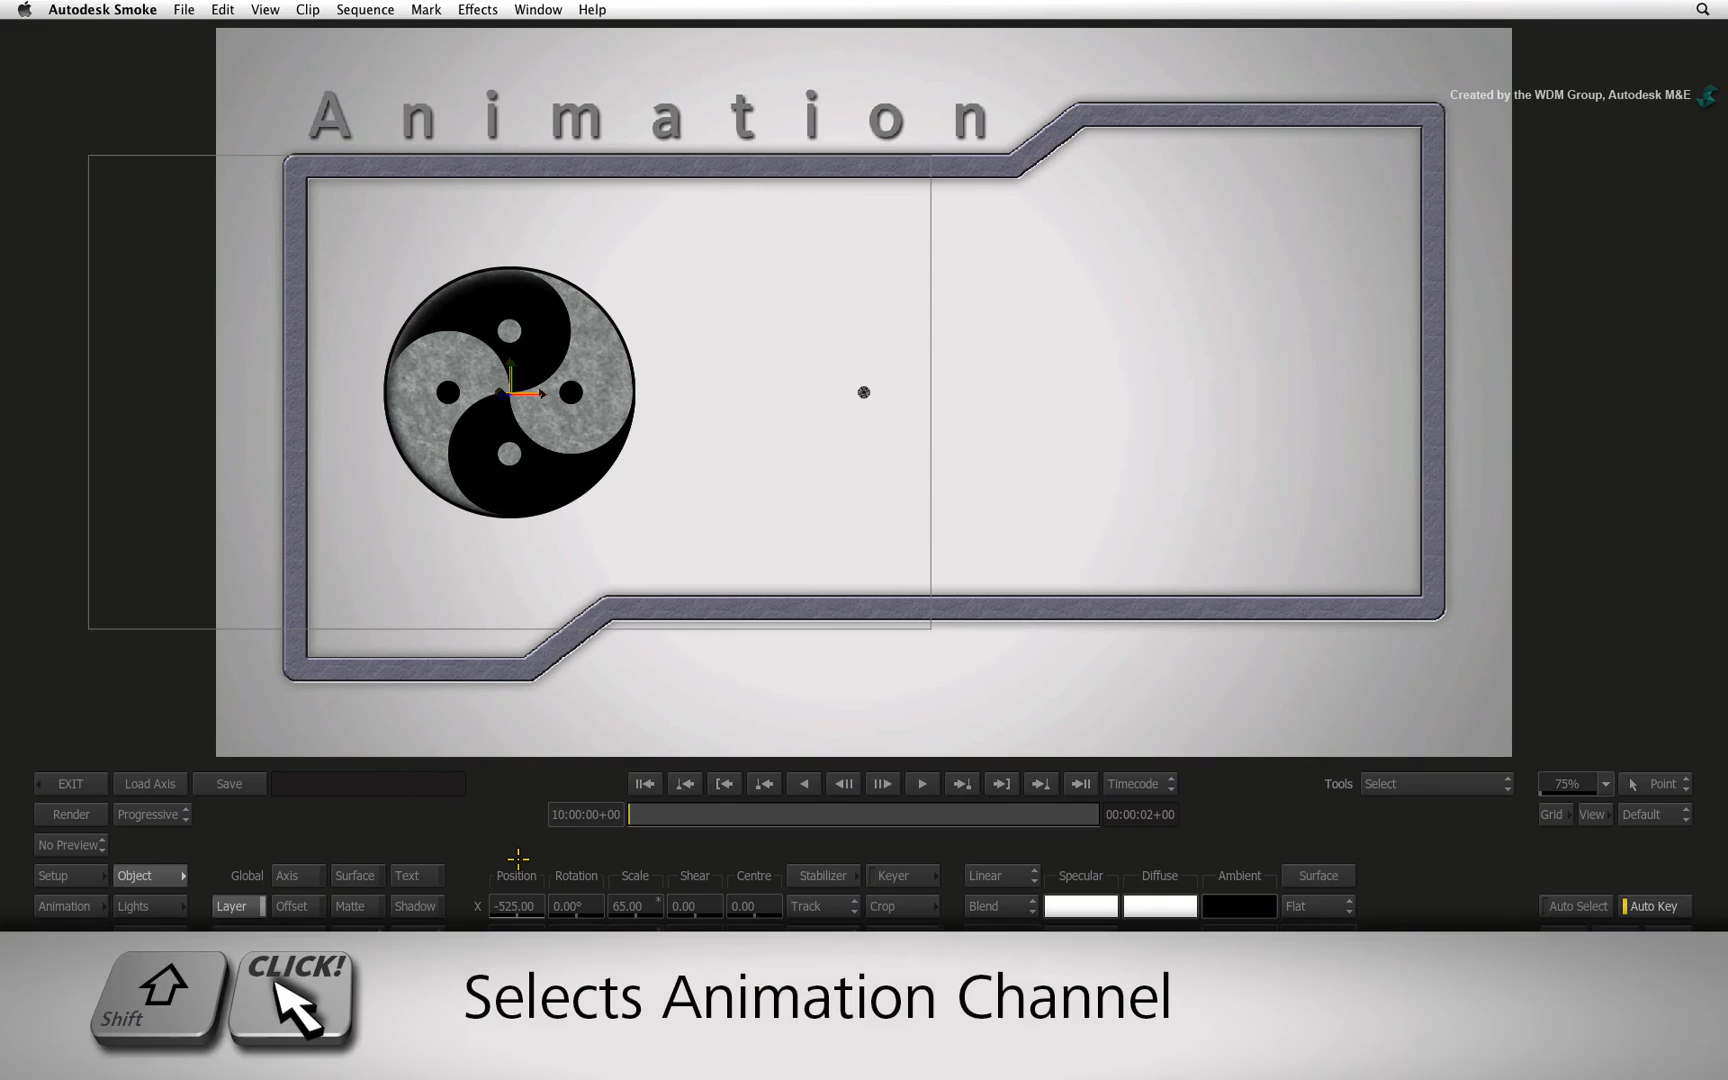 Autodesk Smoke File Edit View Clip Sequence Mark Effects Window Help
Created by the WDM Group, Autodesk M&E
Animation
EXIT Load Axis Save Timecode Tools Select 75% Point
Render Progressive 10:00:00+00 00:00:02+00 Grid View Default
No Preview
Setup Object Global Axis Surface Text Position Rotation Scale Shear Centre Stabilizer Keyer Linear Specular Diffuse Ambient Surface
Animation Lights Layer Offset Matte Shadow X -525.00 0.00° 65.00 * 0.00 0.00 Track Crop Blend Flat Auto Select Auto Key
CLICK!
Shift
Selects Animation Channel